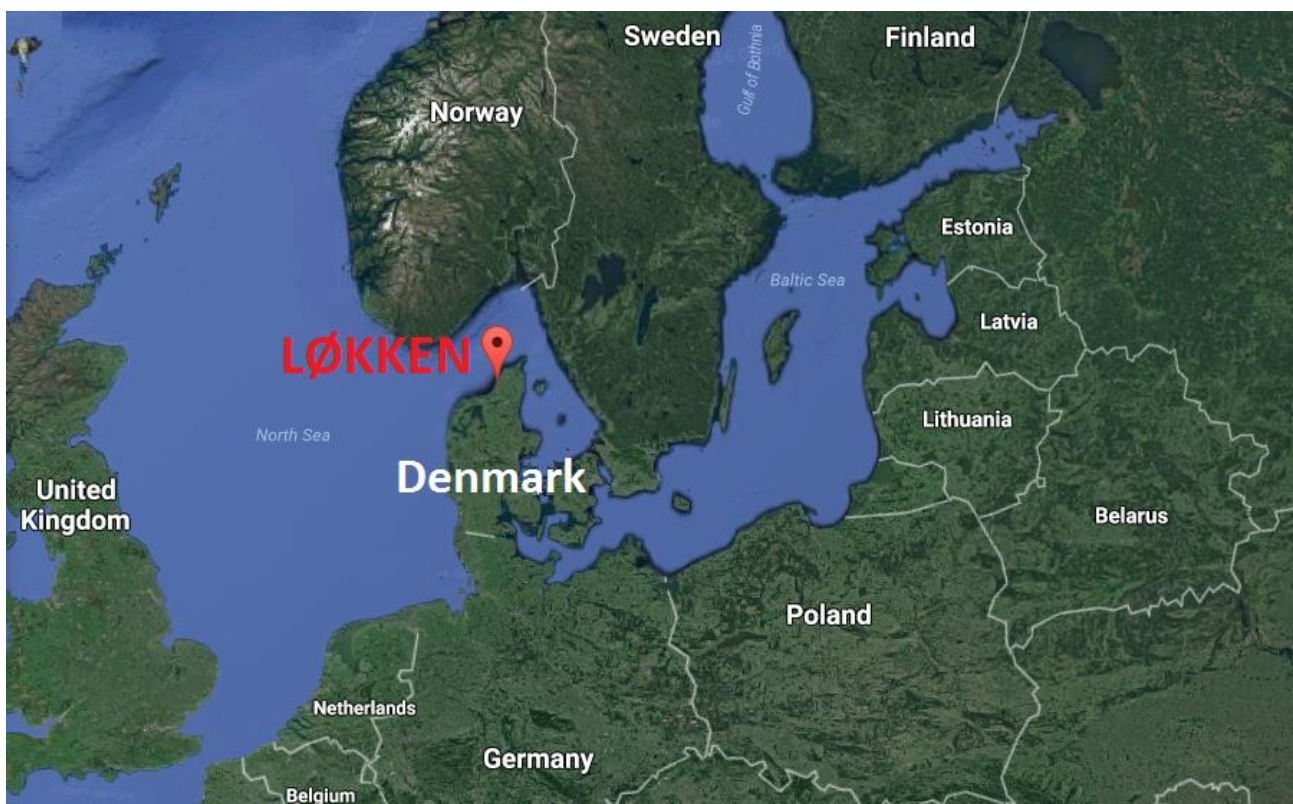 Sweden
Finland
Gulf of Bothnia
Norway
Estonia
Baltic Sea
Latvia
LØKKEN
Lithuania
North Sea
Denmark
United
Kingdom
Belarus
Poland
Netherlands
Germany
Belgium